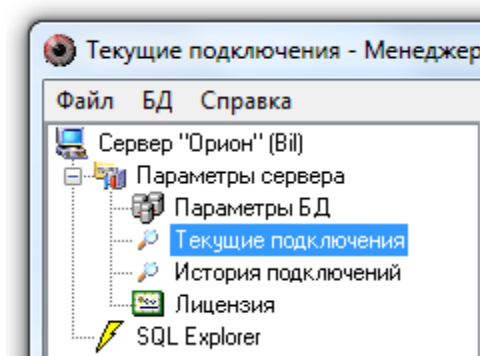 Текущие подключения - Менеджер
Файл БД Справка
Сервер "Орион" (Bil)
Параметры сервера
Параметры БД
Текущие подключения
История подключений
Лицензия
SQL Explorer